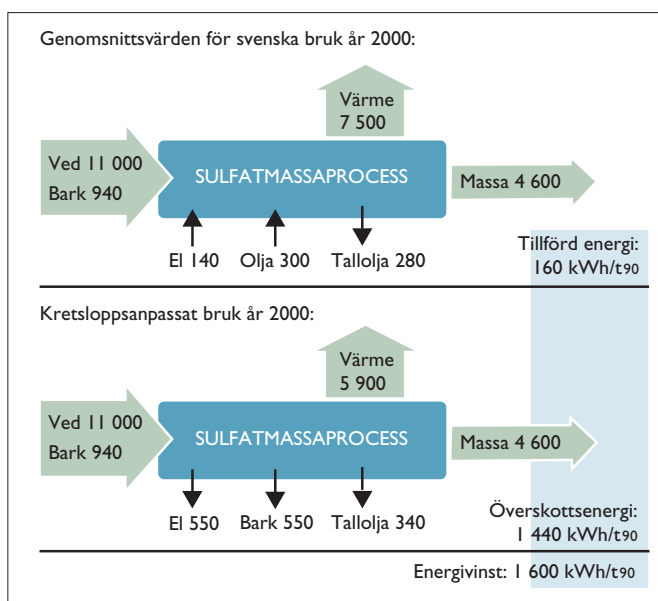 Genomsnittsvärden för svenska bruk år 2000:
Värme
7 500
Ved 11 000
Bark 940
SULFATMASSAPROCESS
Massa 4 600
El 140
Olja 300
Tallolja 280
Tillförd energi:
160 kWh/t90
Kretsloppsanpassat bruk år 2000:
Värme
5 900
Ved 11 000
Bark 940
SULFATMASSAPROCESS
Massa 4 600
El 550
Bark 550
Tallolja 340
Överskottsenergi:
1 440 kWh/t90
Energivinst: 1 600 kWh/t90